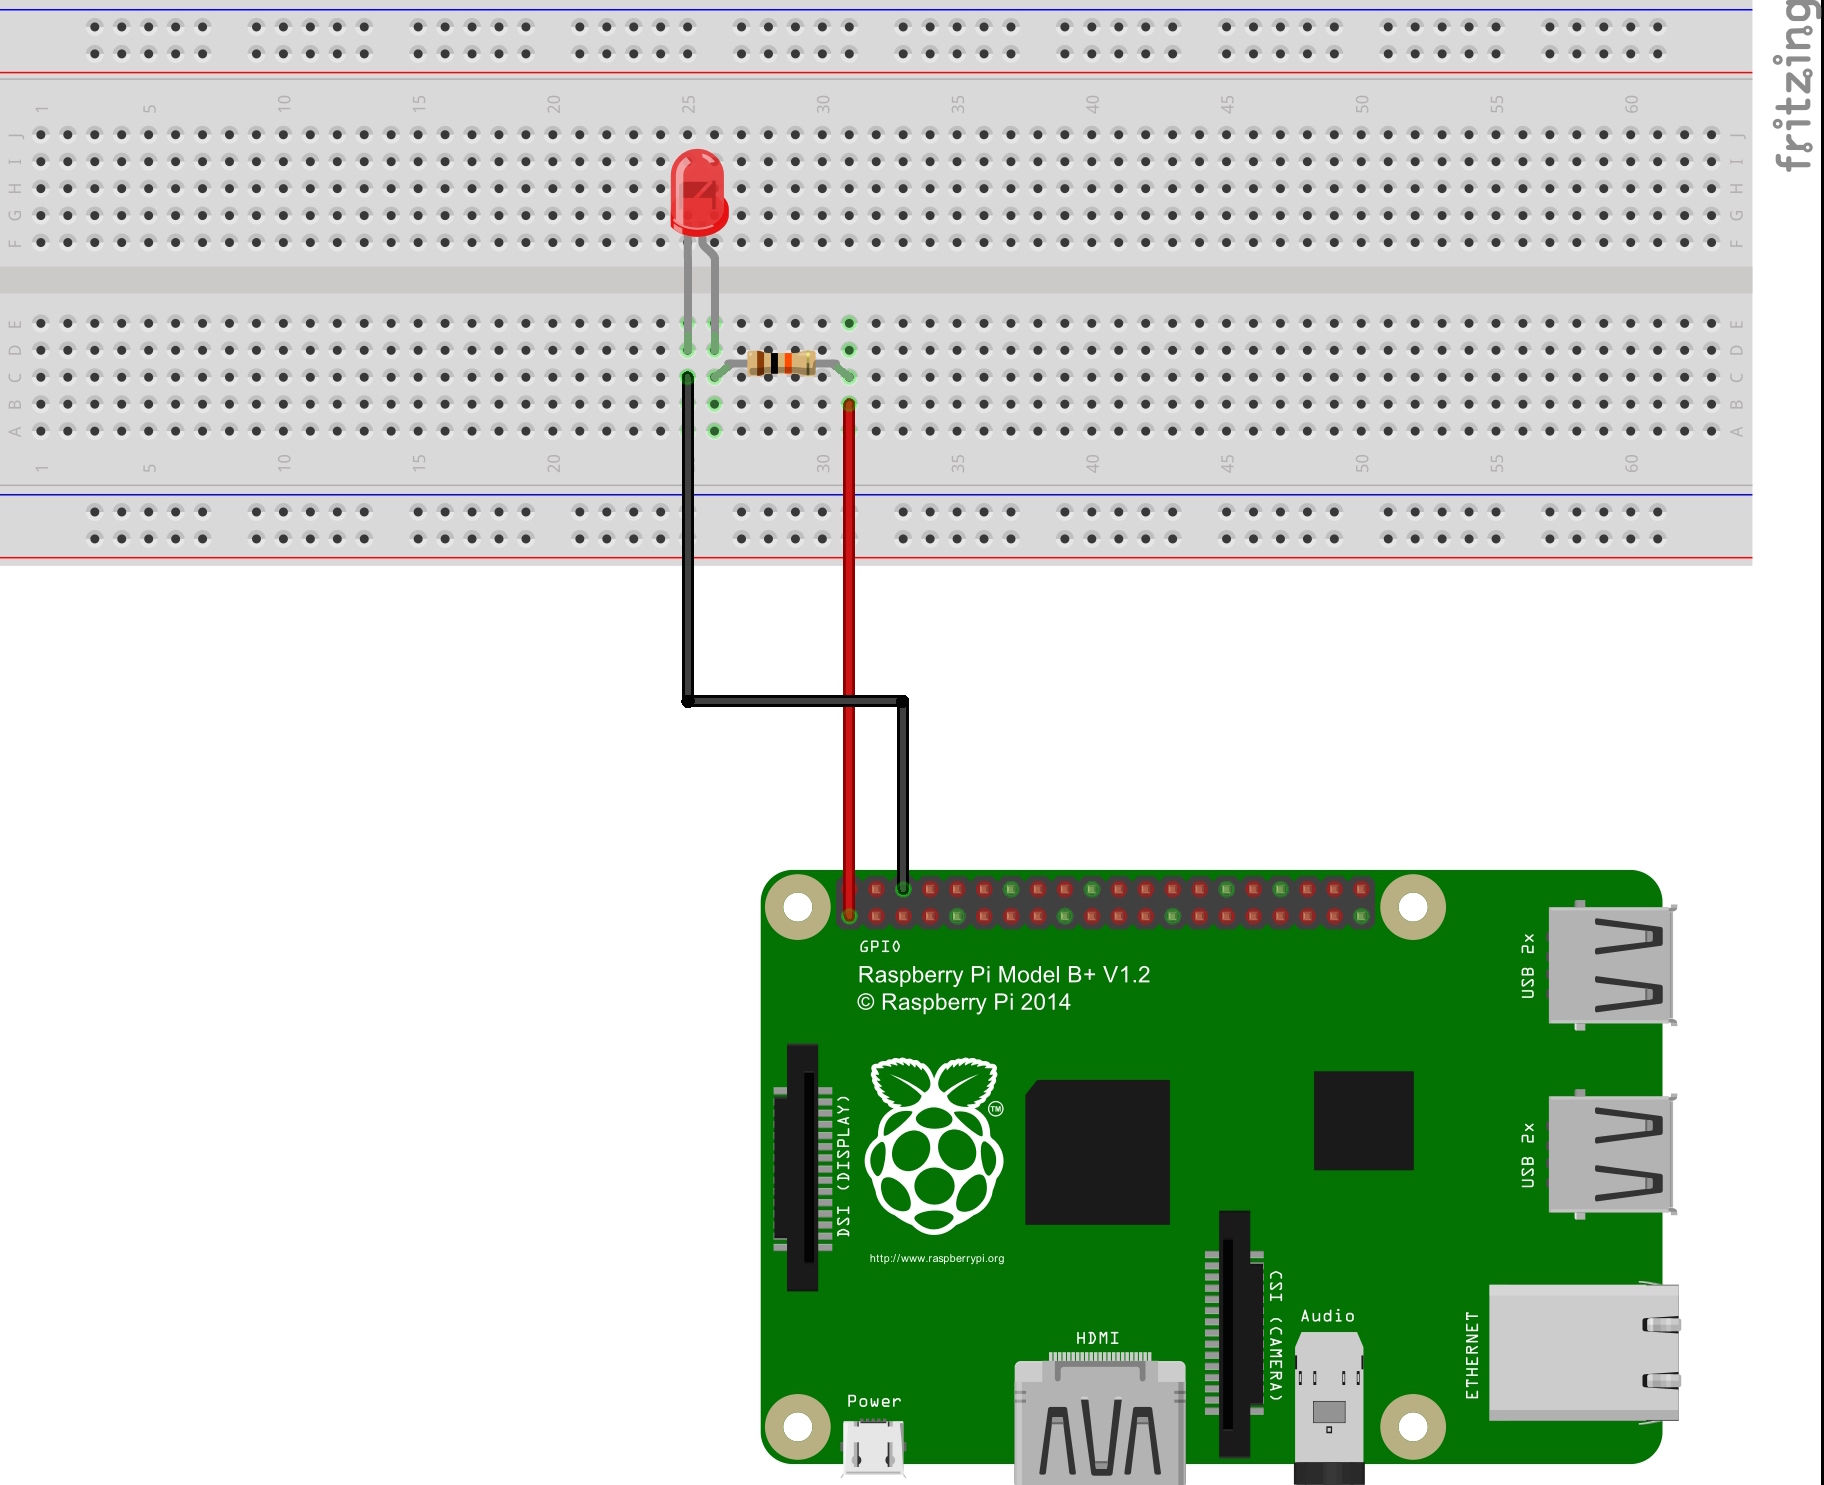 fritzing
1 5 10 15 20 25 30 35 40 45 50 55 60
J J
I I
H H
G G
F F
E E
D D
C C
B B
A A
1 5 10 15 20 30 35 40 45 50 55 60
GPIO
Raspberry Pi Model B+ V1.2
© Raspberry Pi 2014
USB 2x
USB 2x
DSI (DISPLAY)
TM
http://www.raspberrypi.org
CSI (CAMERA)
Audio
ETHERNET
HDMI
Power